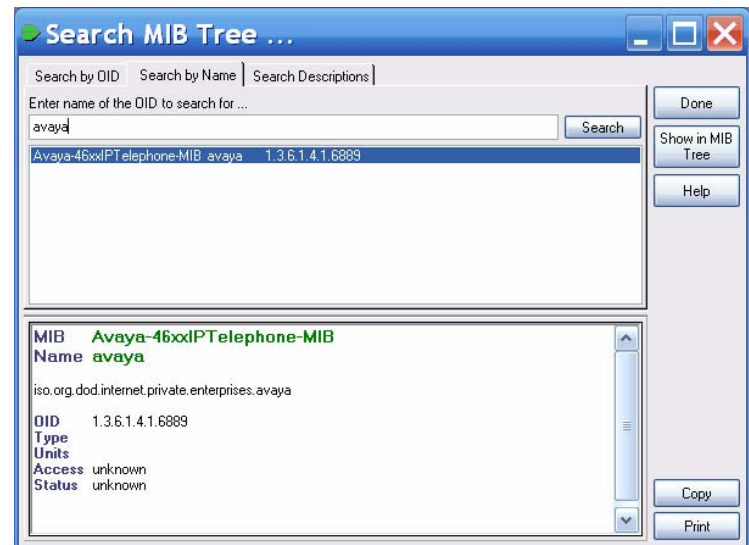 Search MIB Tree ...
Search by OID Search by Name Search Descriptions
Enter name of the OID to search for ...
avaya Search
Avaya-46xxIPTelephone-MIB avaya 1.3.6.1.4.1.6889
Done
Show in MIB
Tree
Help
MIB Avaya-46xxIPTelephone-MIB
Name avaya
iso.org.dod.internet.private.enterprises.avaya
OID 1.3.6.1.4.1.6889
Type
Units
Access unknown
Status unknown
Copy
Print